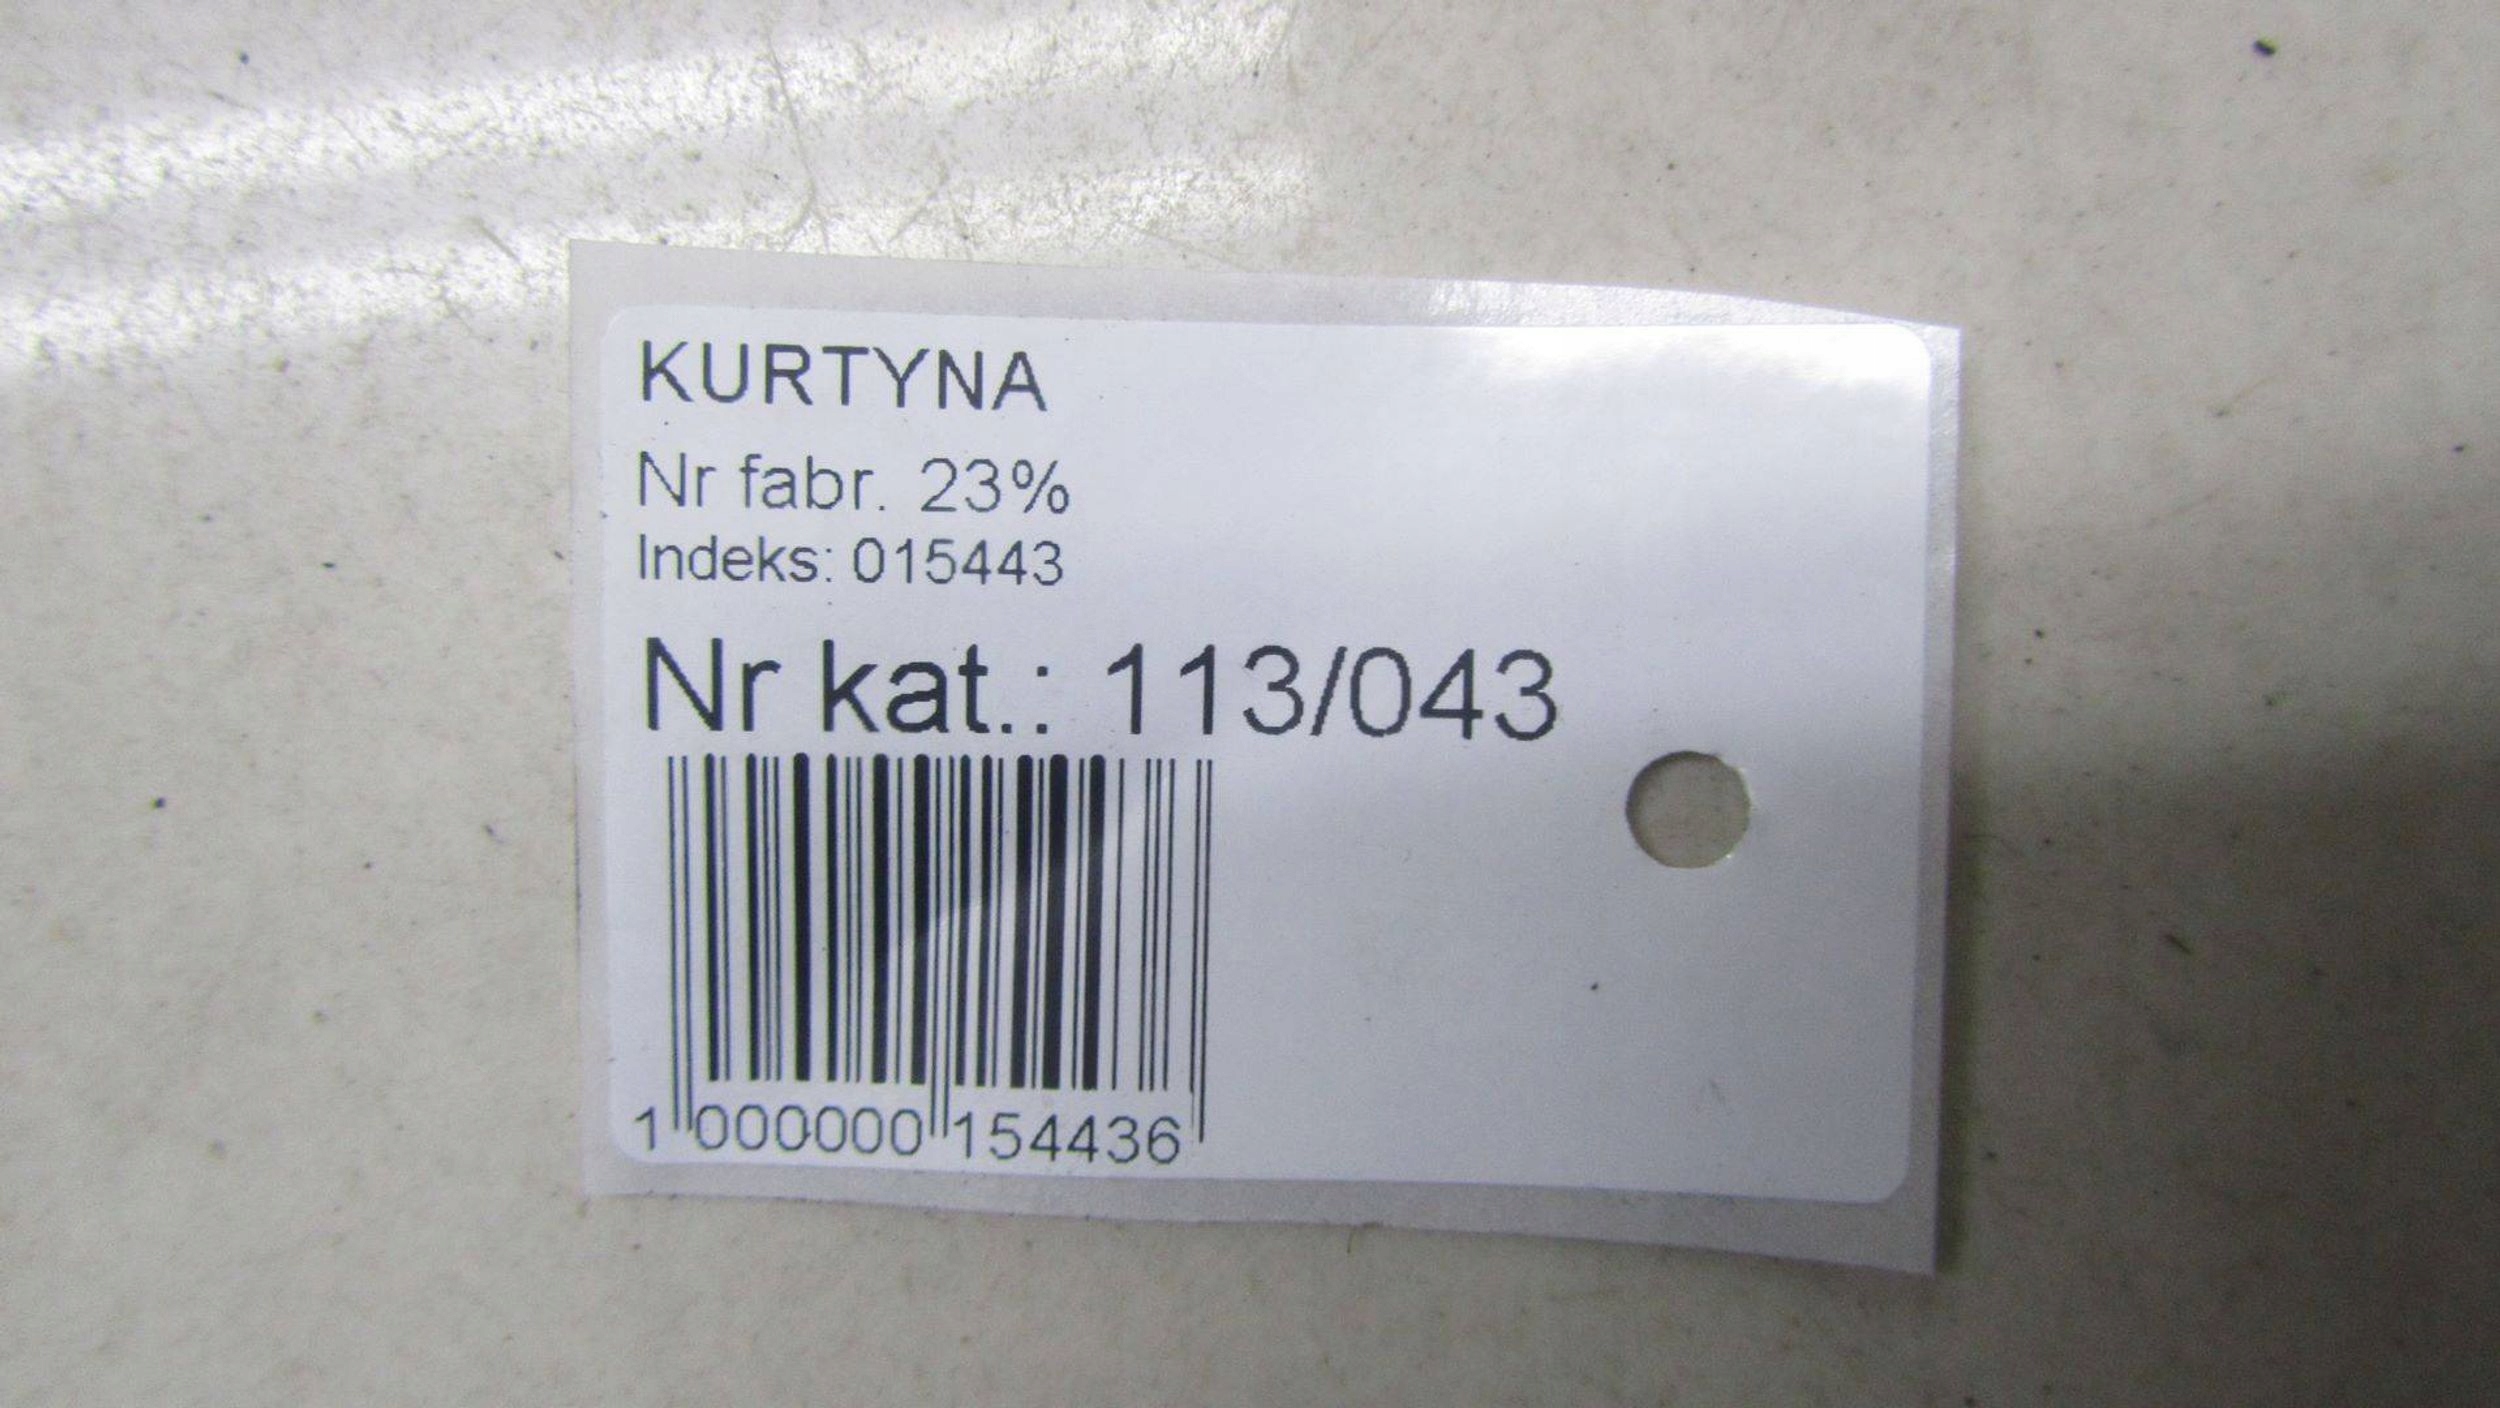 KURTYNA
Nr fabr. 23%
Indeks: 015443
Nr kat.: 113/043
1 000000 154436